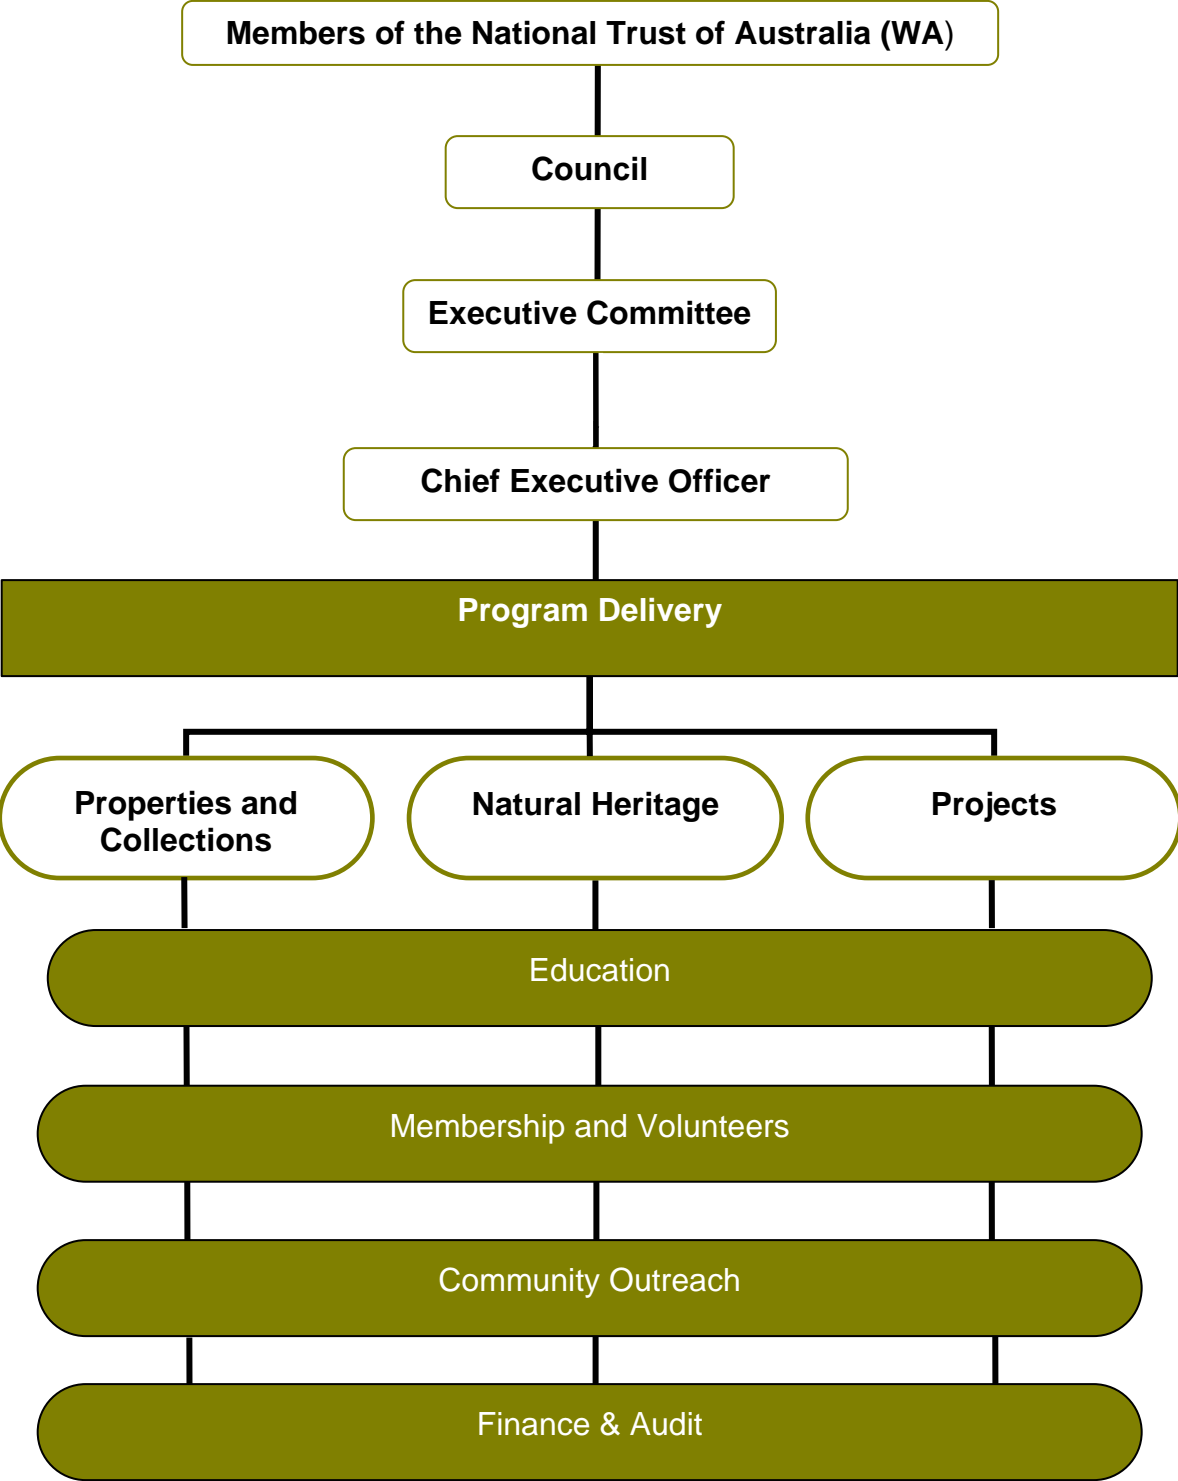 Members of the National Trust of Australia (WA)
Council
Executive Committee
Chief Executive Officer
Program Delivery
Properties and
Collections
Natural Heritage
Projects
Education
Membership and Volunteers
Community Outreach
Finance & Audit